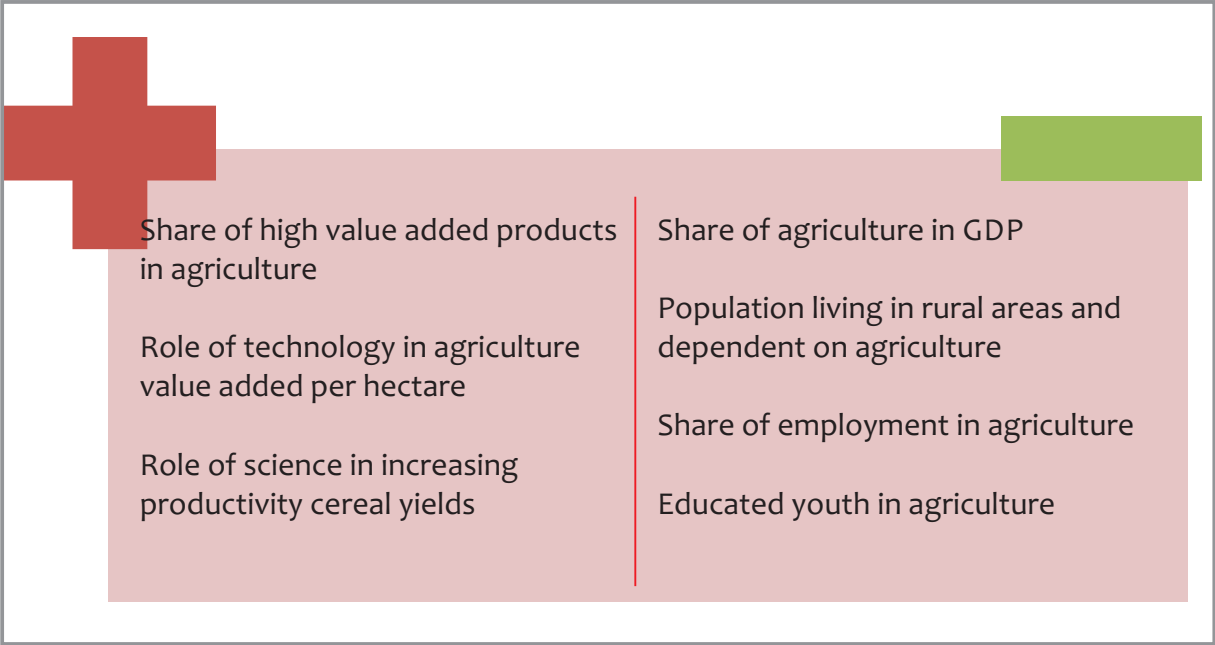 Share of high value added products
in agriculture
Role of technology in agriculture
value added per hectare
Role of science in increasing
productivity cereal yields
Share of agriculture in GDP
Population living in rural areas and
dependent on agriculture
Share of employment in agriculture
Educated youth in agriculture